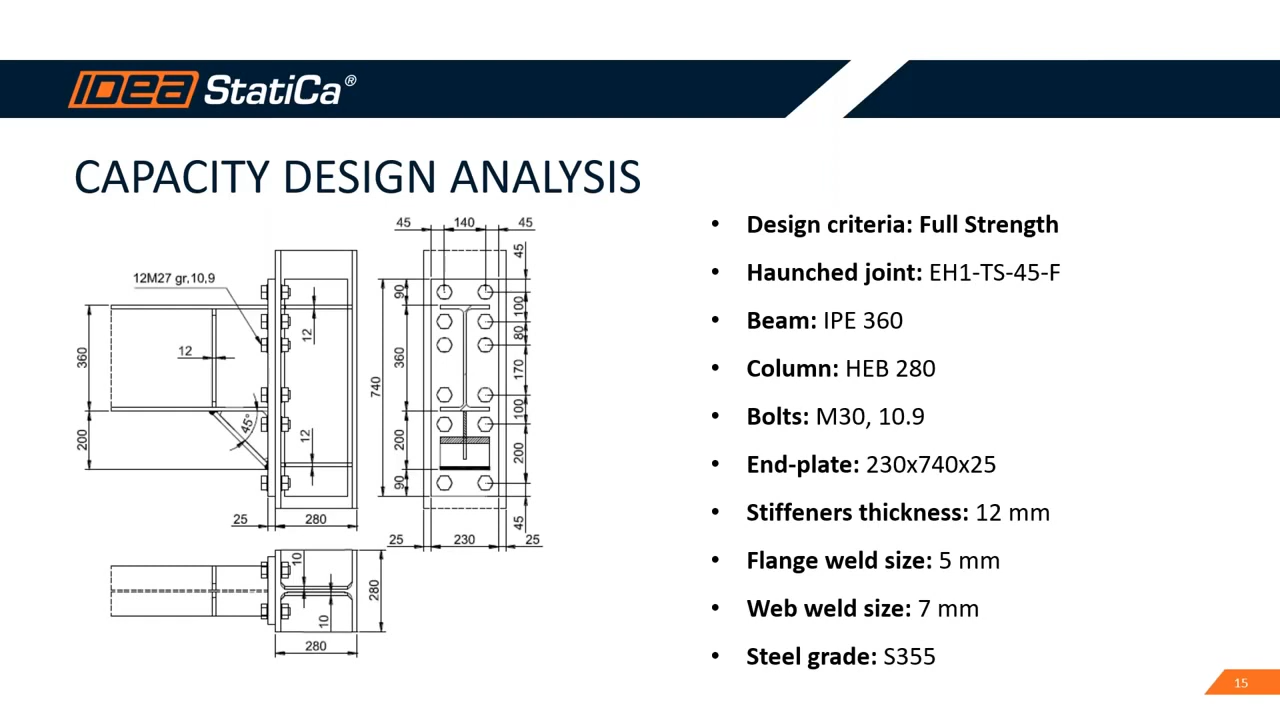 IDEA StatiCa®
CAPACITY DESIGN ANALYSIS
45 140 45
45
12M27 gr.10.9
90
100
12
80
360
12
360
740
170
45°
100
200
12
200
200
90
45
25 280
25 230 25
10
280
10
280
• Design criteria: Full Strength
• Haunched joint: EH1-TS-45-F
• Beam: IPE 360
• Column: HEB 280
• Bolts: M30, 10.9
• End-plate: 230x740x25
• Stiffeners thickness: 12 mm
• Flange weld size: 5 mm
• Web weld size: 7 mm
• Steel grade: S355
15